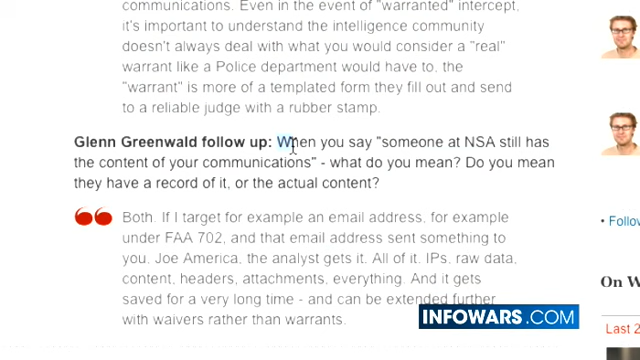 communications. Even in the event of "warranted" intercept,
it's important to understand the intelligence community
doesn't always deal with what you would consider a "real"
warrant like a Police department would have to, the
"warrant" is more of a templated form they fill out and send
to a reliable judge with a rubber stamp.
Glenn Greenwald follow up: When you say "someone at NSA still has
the content of your communications" - what do you mean? Do you mean
they have a record of it, or the actual content?
Both. If I target for example an email address, for example
under FAA 702, and that email address sent something to
you, Joe America, the analyst gets it. All of it. IPs, raw data,
content, headers, attachments, everything. And it gets
saved for a very long time - and can be extended further
with waivers rather than warrants.
• Follow
On W
Last 2
INFOWARS.COM